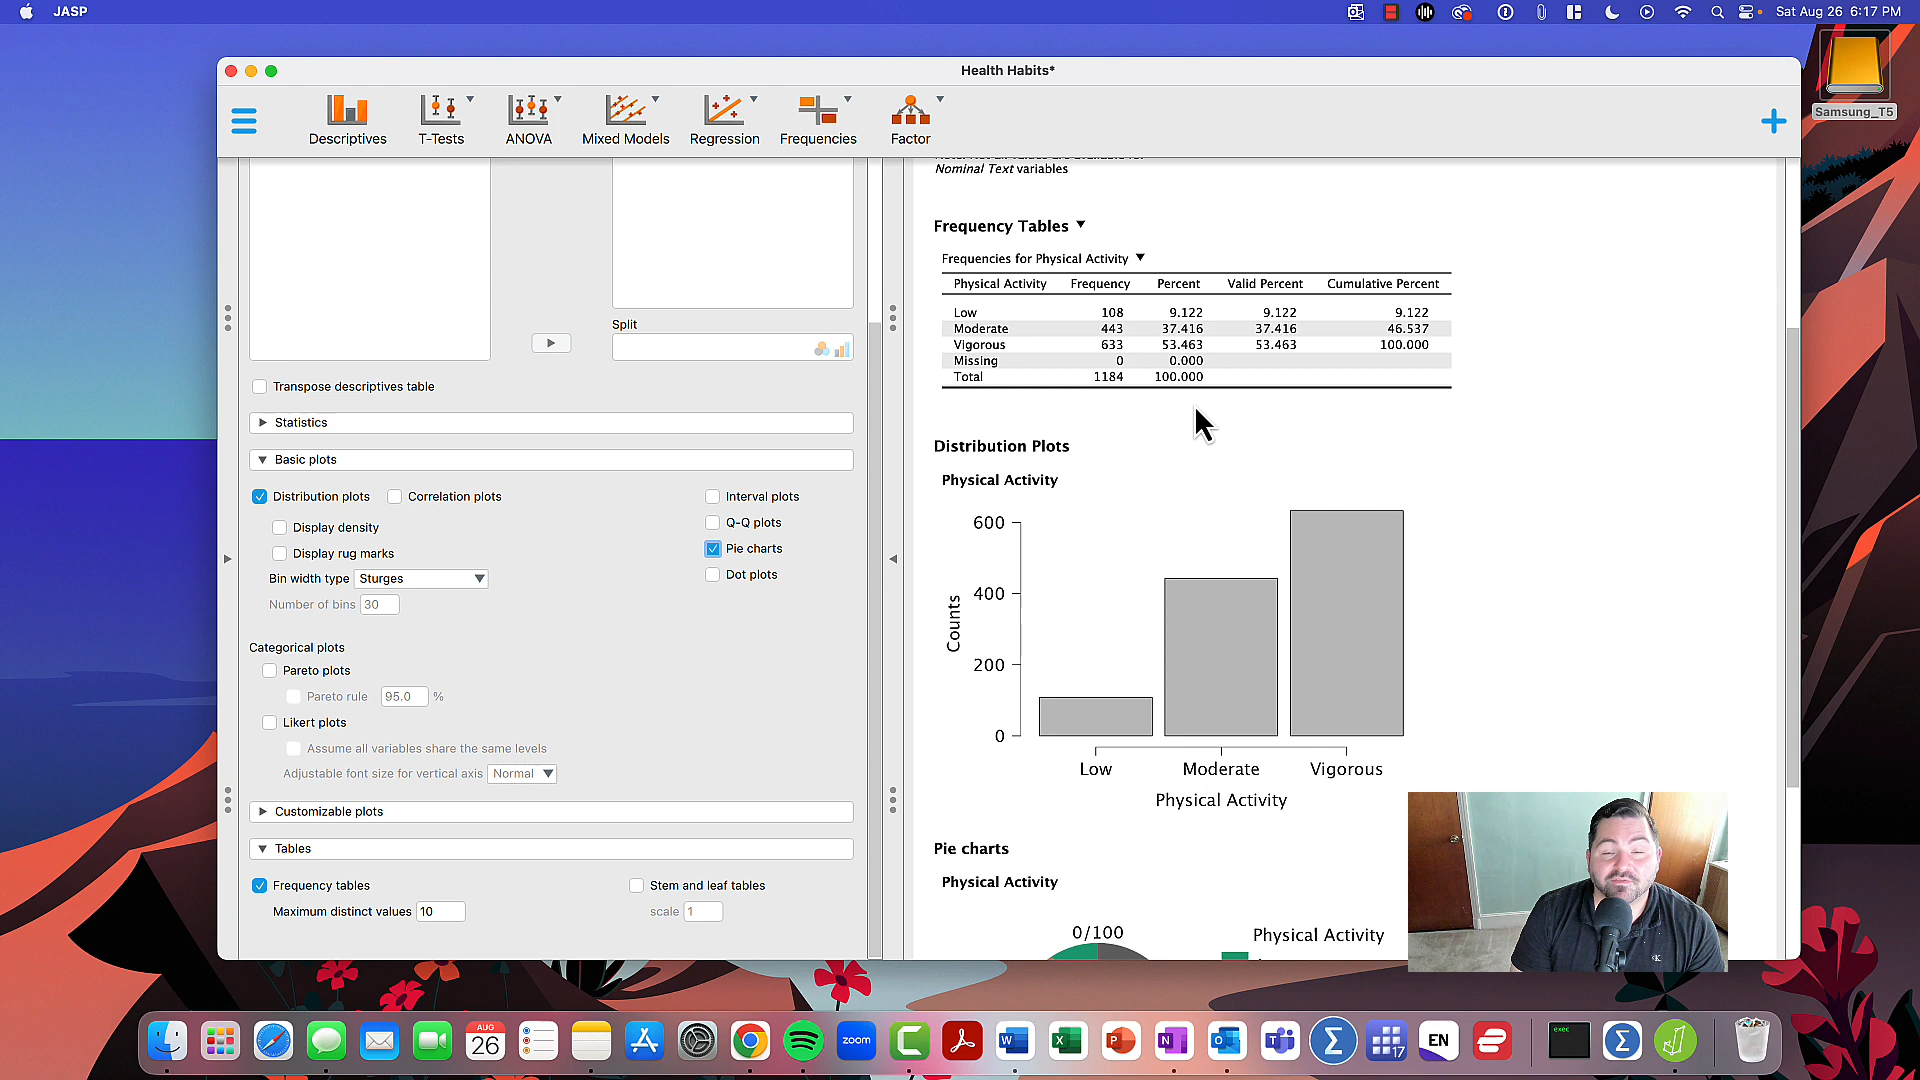 JASP
Sat Aug 26 6:17 PM
Health Habits*
Samsung_T5
Descriptives
T-Tests
ANOVA
Mixed Models
Regression
Frequencies
Factor
Nominal Text variables
Split
Transpose descriptives table
Statistics
Basic plots
Distribution plots
Correlation plots
Interval plots
Display density
Q-Q plots
Display rug marks
Pie charts
Bin width type Sturges
Dot plots
Number of bins 30
Categorical plots
Pareto plots
Pareto rule 95.0 %
Likert plots
Assume all variables share the same levels
Adjustable font size for vertical axis Normal
Customizable plots
Tables
Frequency tables
Stem and leaf tables
Maximum distinct values 10
scale 1
Frequency Tables
Frequencies for Physical Activity
Physical Activity Frequency Percent Valid Percent Cumulative Percent
Low 108 9.122 9.122 9.122
Moderate 443 37.416 37.416 46.537
Vigorous 633 53.463 53.463 100.000
Missing 0 0.000
Total 1184 100.000
Distribution Plots
Physical Activity
600
400
200
0
Counts
Low Moderate Vigorous
Physical Activity
Pie charts
Physical Activity
0/100
Physical Activity
AUG
26
zoom
W
X
P
N
17
EN
exec